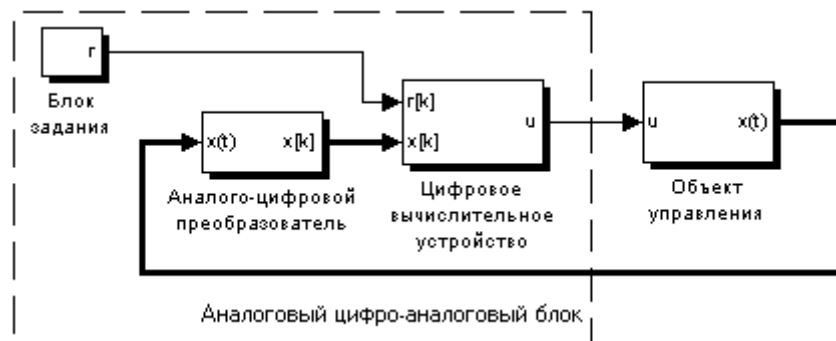 r
Блок
задания
x(t) x[k]
Аналого-цифровой
преобразователь
r[k]
x[k]
u
Цифровое
вычислительное
устройство
u x(t)
Объект
управления
Аналоговый цифро-аналоговый блок